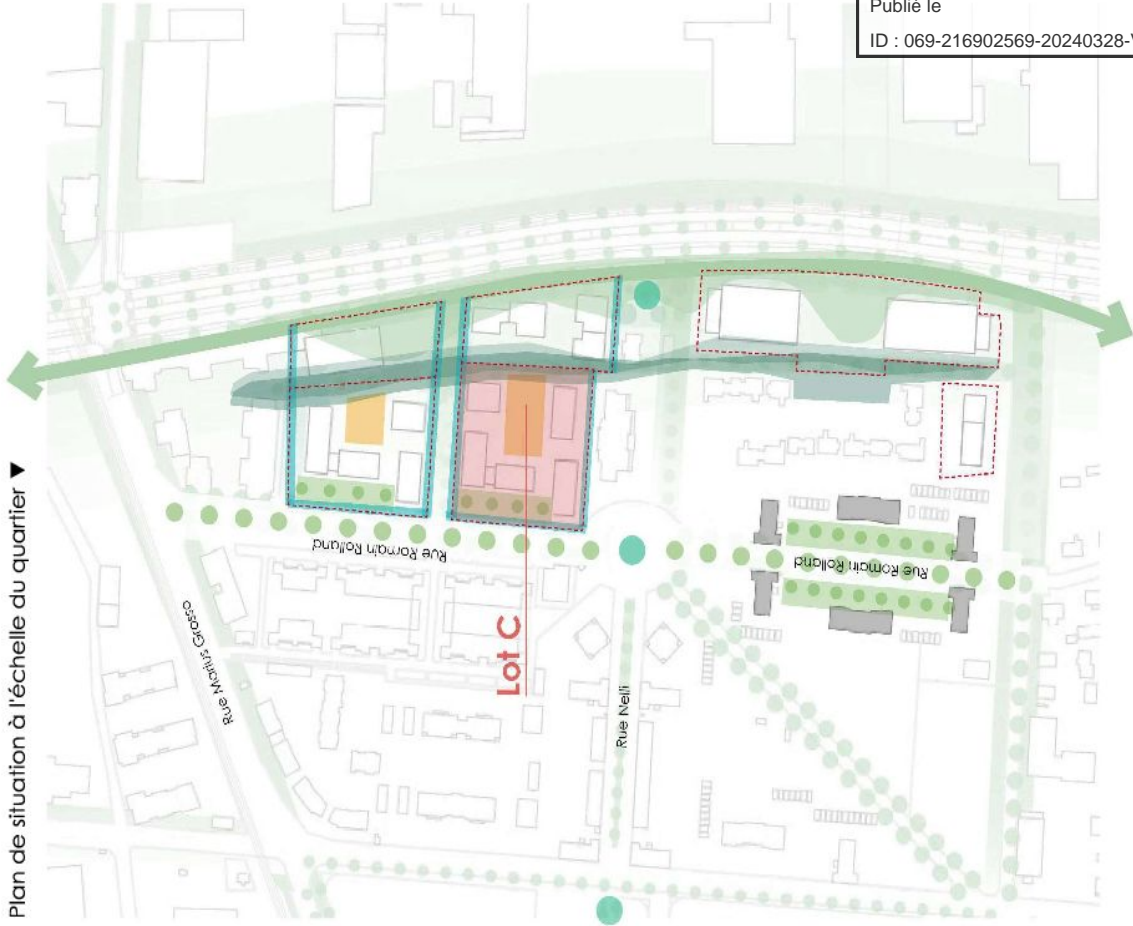 Publié le
ID : 069-216902569-20240328-
Plan de situation à l'échelle du quartier ▼
Rue Marius Grosso
Rue Romain Rolland
Lot C
Rue Nelli
Rue Romain Rolland